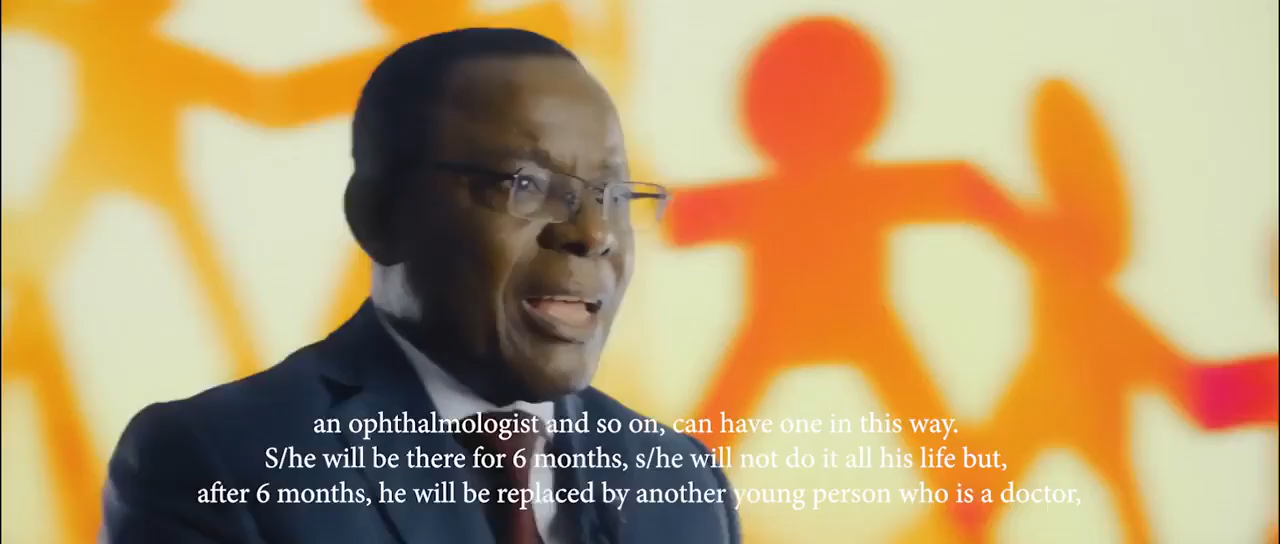 an ophthalmologist and so on, can have one in this way.
S/he will be there for 6 months, s/he will not do it all his life but,
after 6 months, he will be replaced by another young person who is a doctor,